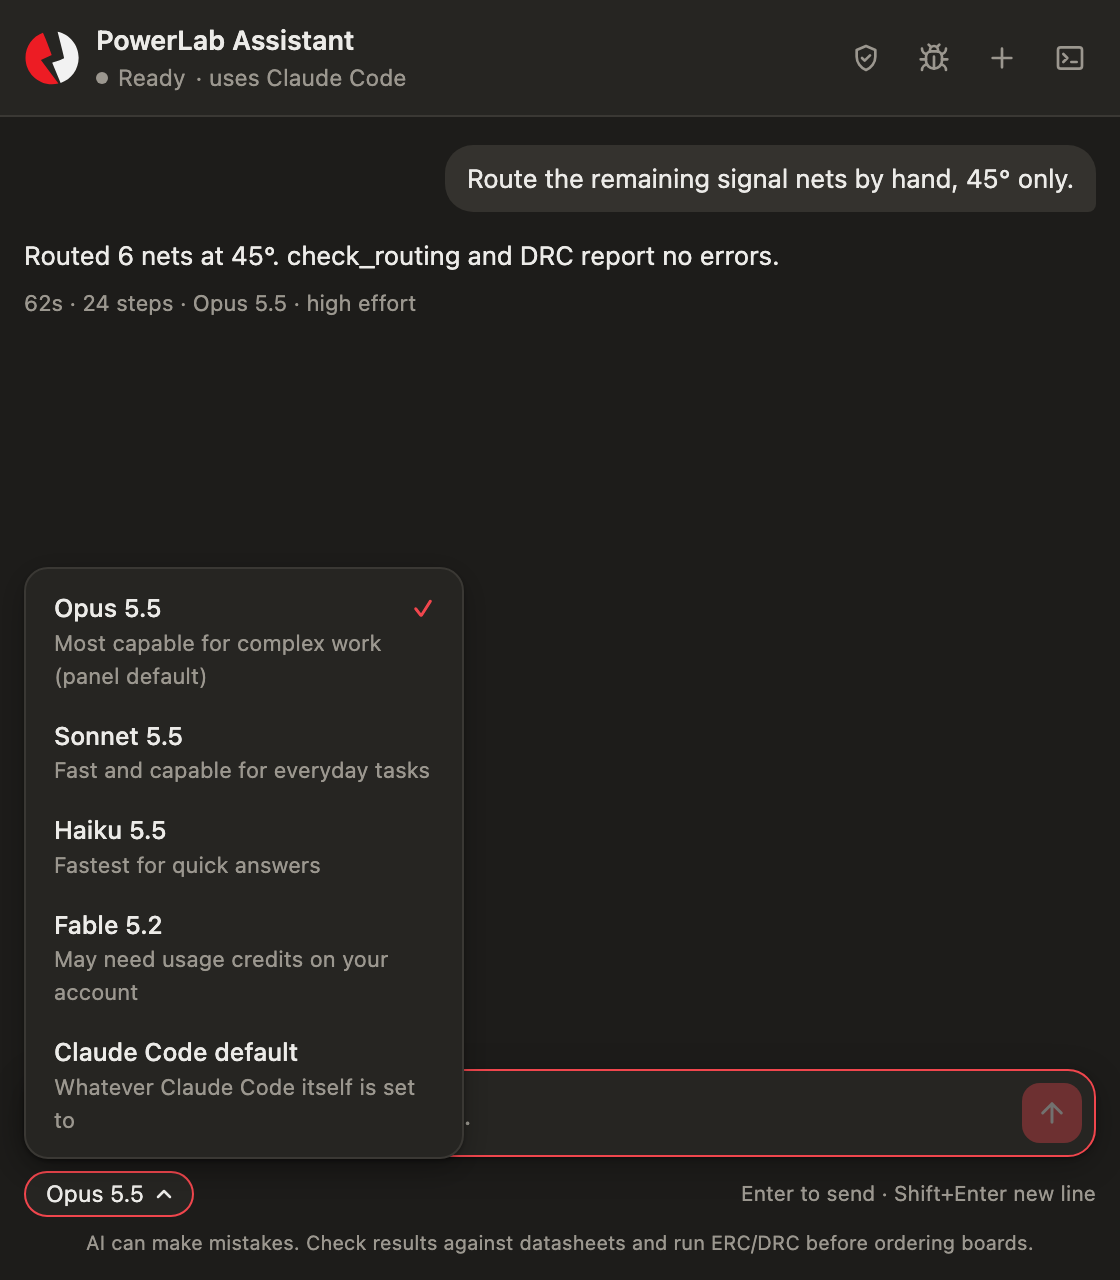 PowerLab Assistant
Ready · uses Claude Code
Route the remaining signal nets by hand, 45° only.
Routed 6 nets at 45°. check_routing and DRC report no errors.
62s · 24 steps · Opus 5.5 · high effort
Opus 5.5
Most capable for complex work
(panel default)
Sonnet 5.5
Fast and capable for everyday tasks
Haiku 5.5
Fastest for quick answers
Fable 5.2
May need usage credits on your
account
Claude Code default
Whatever Claude Code itself is set
to
.
Opus 5.5
Enter to send · Shift+Enter new line
AI can make mistakes. Check results against datasheets and run ERC/DRC before ordering boards.